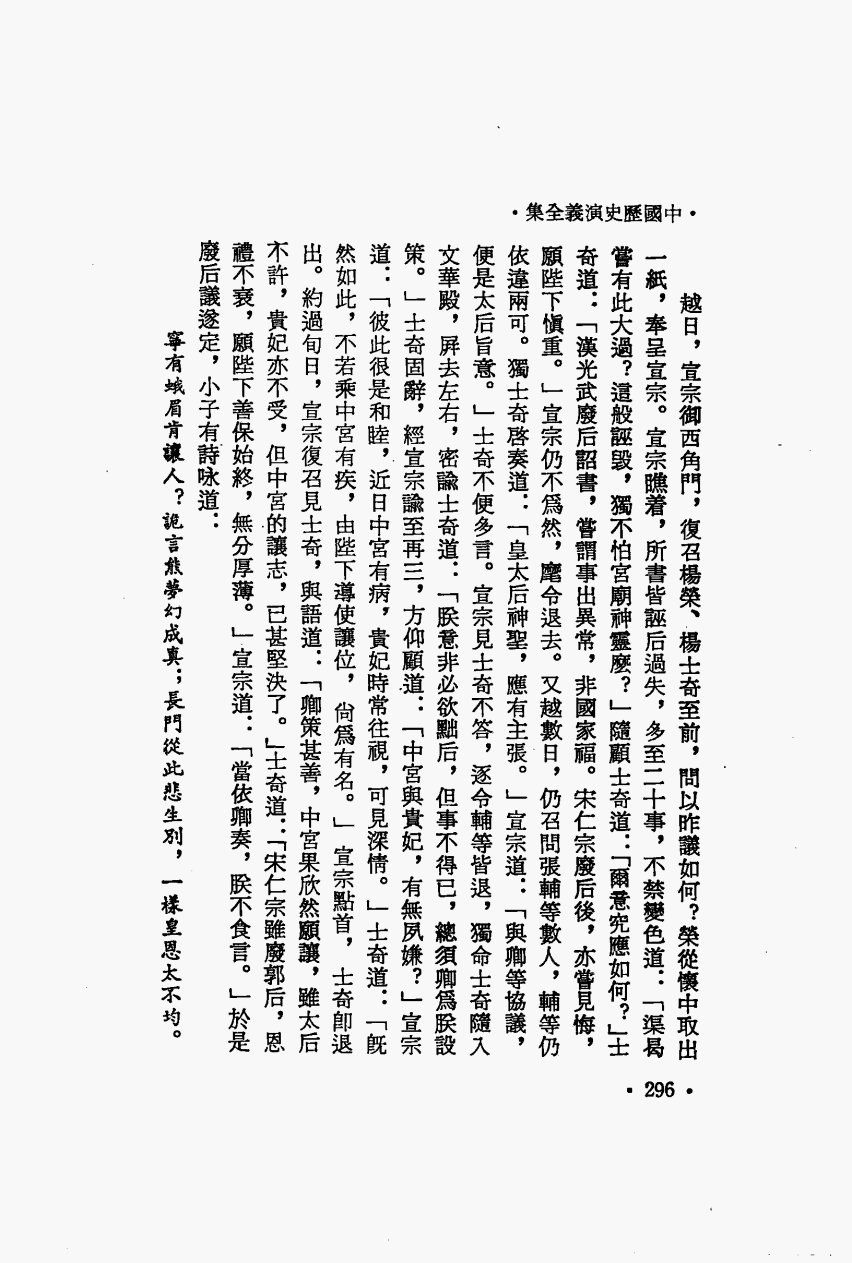 •中國歷史演義全集•
越日，宣宗御西角門，復召楊榮、楊士奇至前，問以昨議如何？榮從懷中取出
一紙，奉呈宣宗。宣宗瞧着，所書皆誣后過失，多至二十事，不禁變色道：「渠曷
嘗有此大過？這般誣毀，獨不怕宮廟神靈麼？」隨顧士奇道：「爾意究應如何？」士
奇道：「漢光武廢后詔書，嘗謂事出異常，非國家福。宋仁宗廢后後，亦嘗見悔，
願陛下慎重。」宣宗仍不爲然，麾令退去。又越數日，仍召問張輔等數人，輔等仍
依違兩可。獨士奇啓奏道：「皇太后神聖，應有主張。」宣宗道：「與卿等協議，
便是太后旨意。」士奇不便多言。宣宗見士奇不答，逐令輔等皆退，獨命士奇隨入
文華殿，屏去左右，密諭士奇道：「朕意非必欲黜后，但事不得已，總須卿爲朕設
策。」士奇固辭，經宣宗諭至再三，方仰顧道：「中宮與貴妃，有無夙嫌？」宣宗
道：「彼此很是和睦，近日中宮有病，貴妃時常往視，可見深情。」士奇道：「旣
然如此，不若乘中宮有疾，由陛下導使讓位，尙爲有名。」宣宗點首，士奇卽退
出。約過旬日，宣宗復召見士奇，與語道：「卿策甚善，中宮果欣然願讓，雖太后
不許，貴妃亦不受，但中宮的讓志，已甚堅決了。」士奇道：「宋仁宗雖廢郭后，恩
禮不衰，願陛下善保始終，無分厚薄。」宣宗道：「當依卿奏，朕不食言。」於是
廢后議遂定，小子有詩咏道：
寧有蛾眉肯讓人？詭言熊夢幻成真；長門從此悲生別，一樣皇恩太不均。
•296•